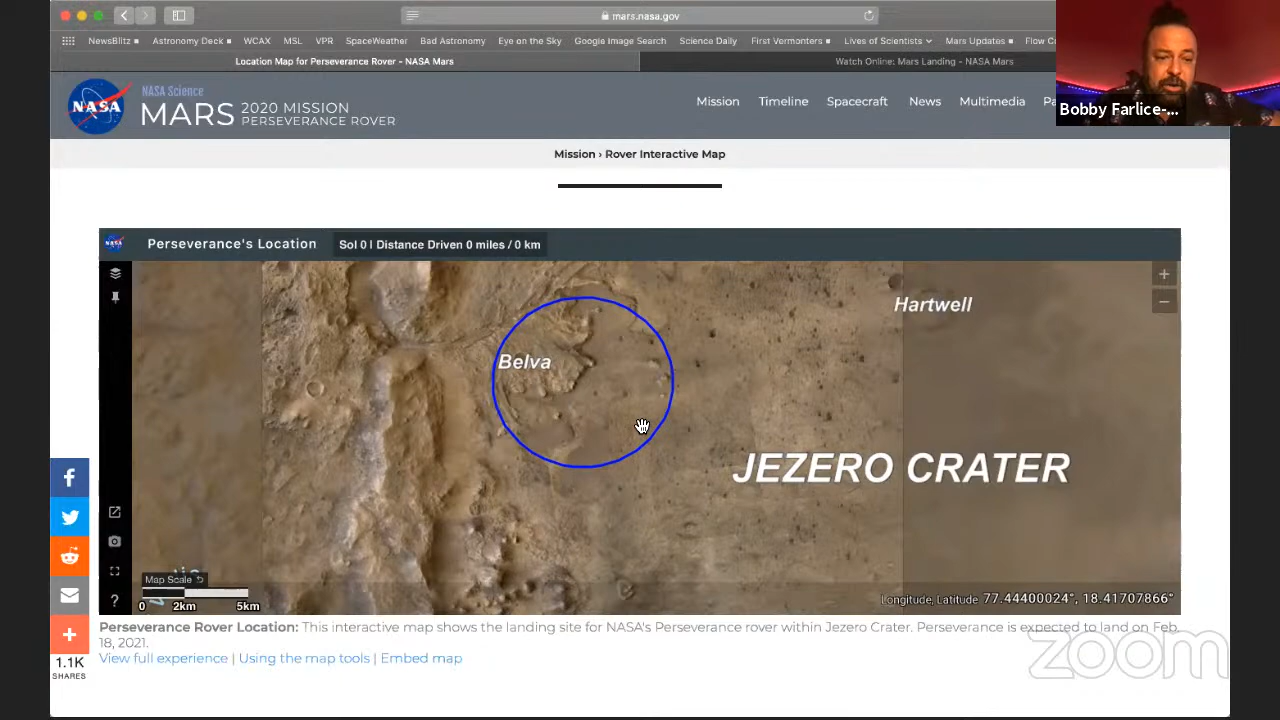 mars.nasa.gov
NewsBlitz Astronomy Deck WCAX MSL VPR SpaceWeather Bad Astronomy Eye on the Sky Google Image Search Science Daily First Vermonters Lives of Scientists Mars Updates Flow C
Location Map for Perseverance Rover - NASA Mars
Watch Online: Mars Landing - NASA Mars
Bobby Farlice-...
NASA
NASA Science
MARS 2020 MISSION
PERSEVERANCE ROVER
Mission Timeline Spacecraft News Multimedia Pa
Mission › Rover Interactive Map
NASA
Perseverance's Location
Sol 0 | Distance Driven 0 miles / 0 km
Hartwell
Belva
JEZERO CRATER
Map Scale
0 2km 5km
Longitude, Latitude 77.44400024°, 18.41707866°
Perseverance Rover Location: This interactive map shows the landing site for NASA's Perseverance rover within Jezero Crater. Perseverance is expected to land on Feb.
18, 2021.
View full experience | Using the map tools | Embed map
1.1K
SHARES
zoom